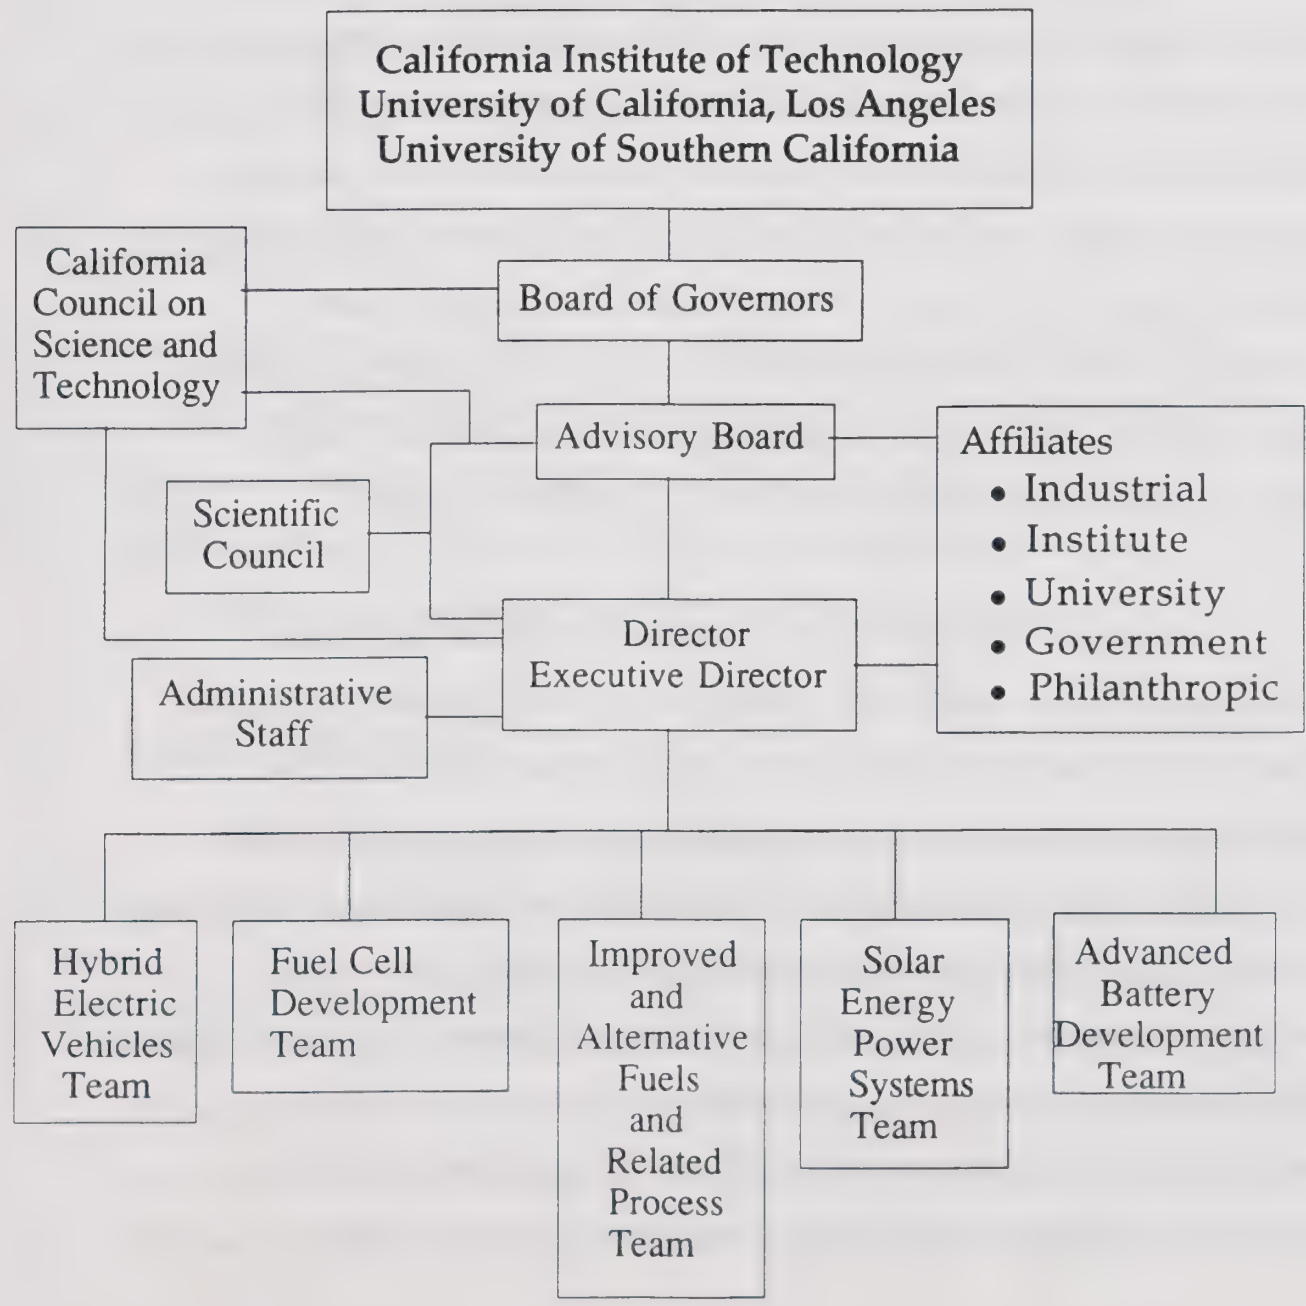 California Institute of Technology
University of California, Los Angeles
University of Southern California
California
Council on
Science and
Technology
Board of Governors
Advisory Board
Affiliates
• Industrial
• Institute
• University
• Government
• Philanthropic
Scientific
Council
Director
Executive Director
Administrative
Staff
Hybrid
Electric
Vehicles
Team
Fuel Cell
Development
Team
Improved
and
Alternative
Fuels
and
Related
Process
Team
Solar
Energy
Power
Systems
Team
Advanced
Battery
Development
Team